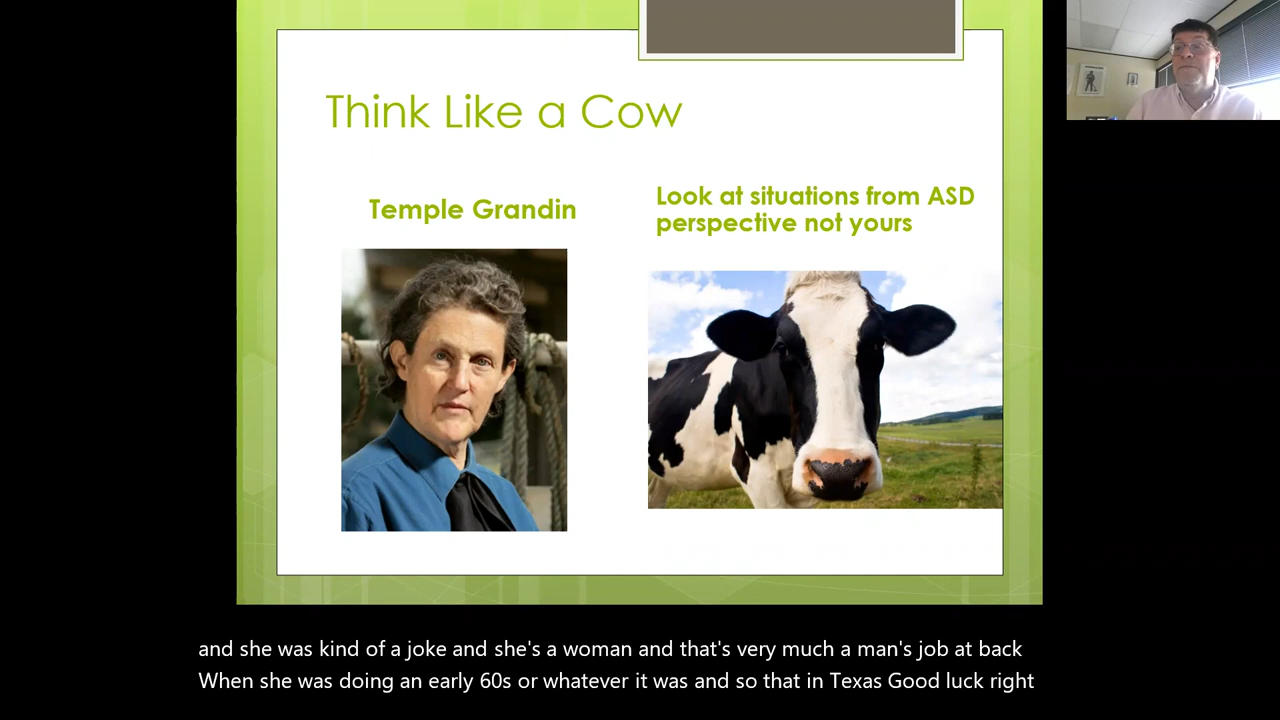 Think Like a Cow
Temple Grandin
Look at situations from ASD
perspective not yours
and she was kind of a joke and she's a woman and that's very much a man's job at back
When she was doing an early 60s or whatever it was and so that in Texas Good luck right